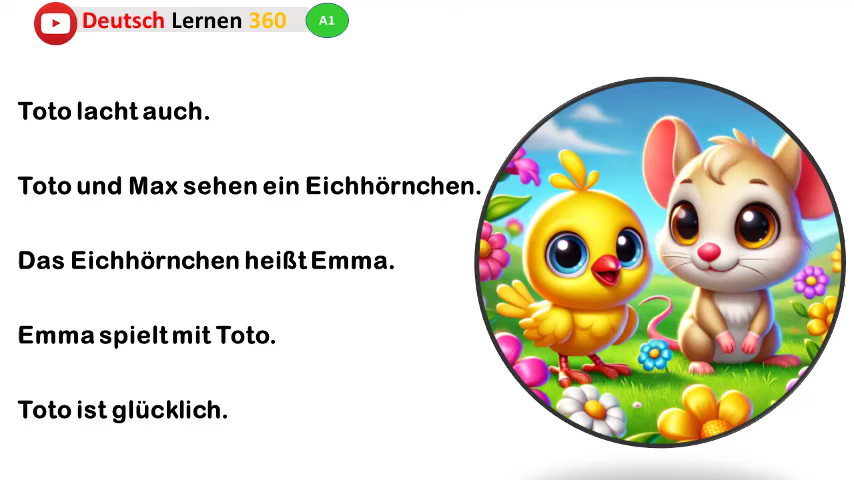 Deutsch Lernen 360 A1
Toto lacht auch.
Toto und Max sehen ein Eichhörnchen.
Das Eichhörnchen heißt Emma.
Emma spielt mit Toto.
Toto ist glücklich.